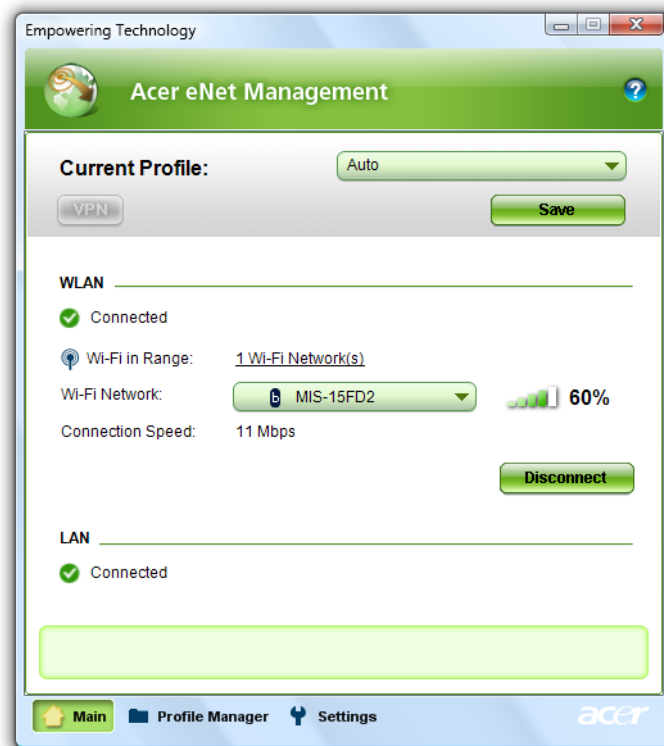 Empowering Technology
Acer eNet Management
Current Profile: Auto
VPN Save
WLAN
Connected
Wi-Fi in Range: 1 Wi-Fi Network(s)
Wi-Fi Network: b MIS-15FD2 60%
Connection Speed: 11 Mbps
Disconnect
LAN
Connected
Main Profile Manager Settings acer